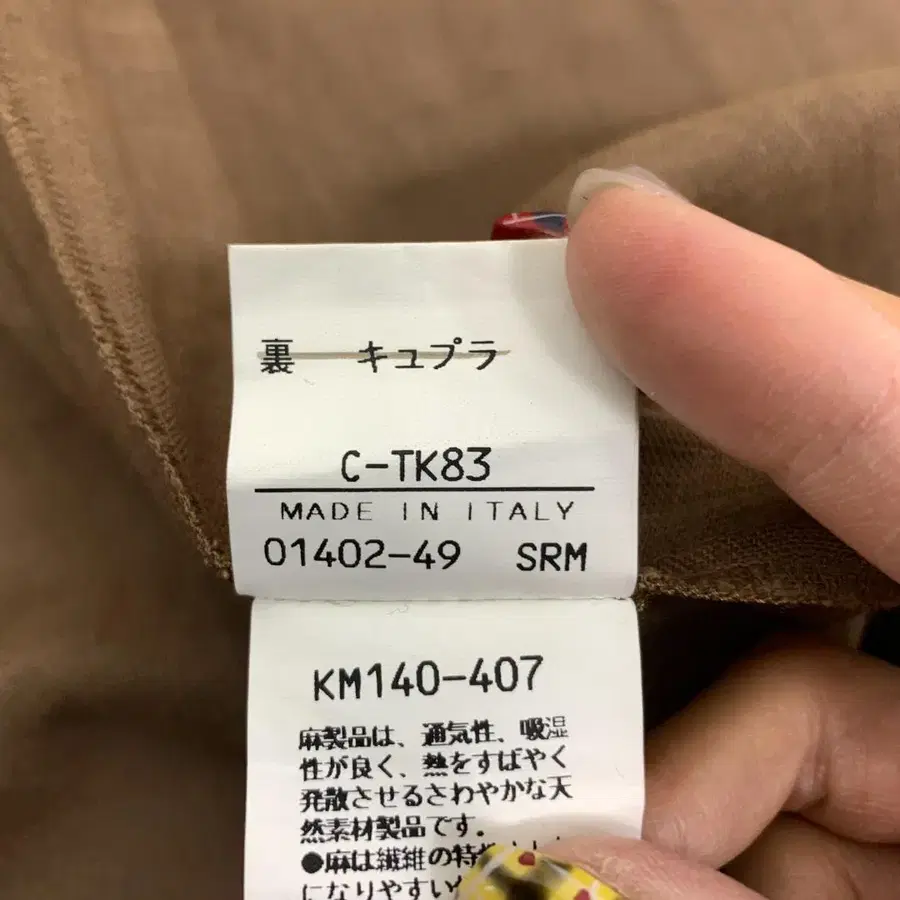 裏 キュプラ
C-TK83
MADE IN ITALY
01402-49 SRM
KM140-407
麻製品は、通気性、吸湿
性が良く、熱をすばやく
発散させるさわやかな天
然素材製品です。
●麻は繊維の特
になりやすい